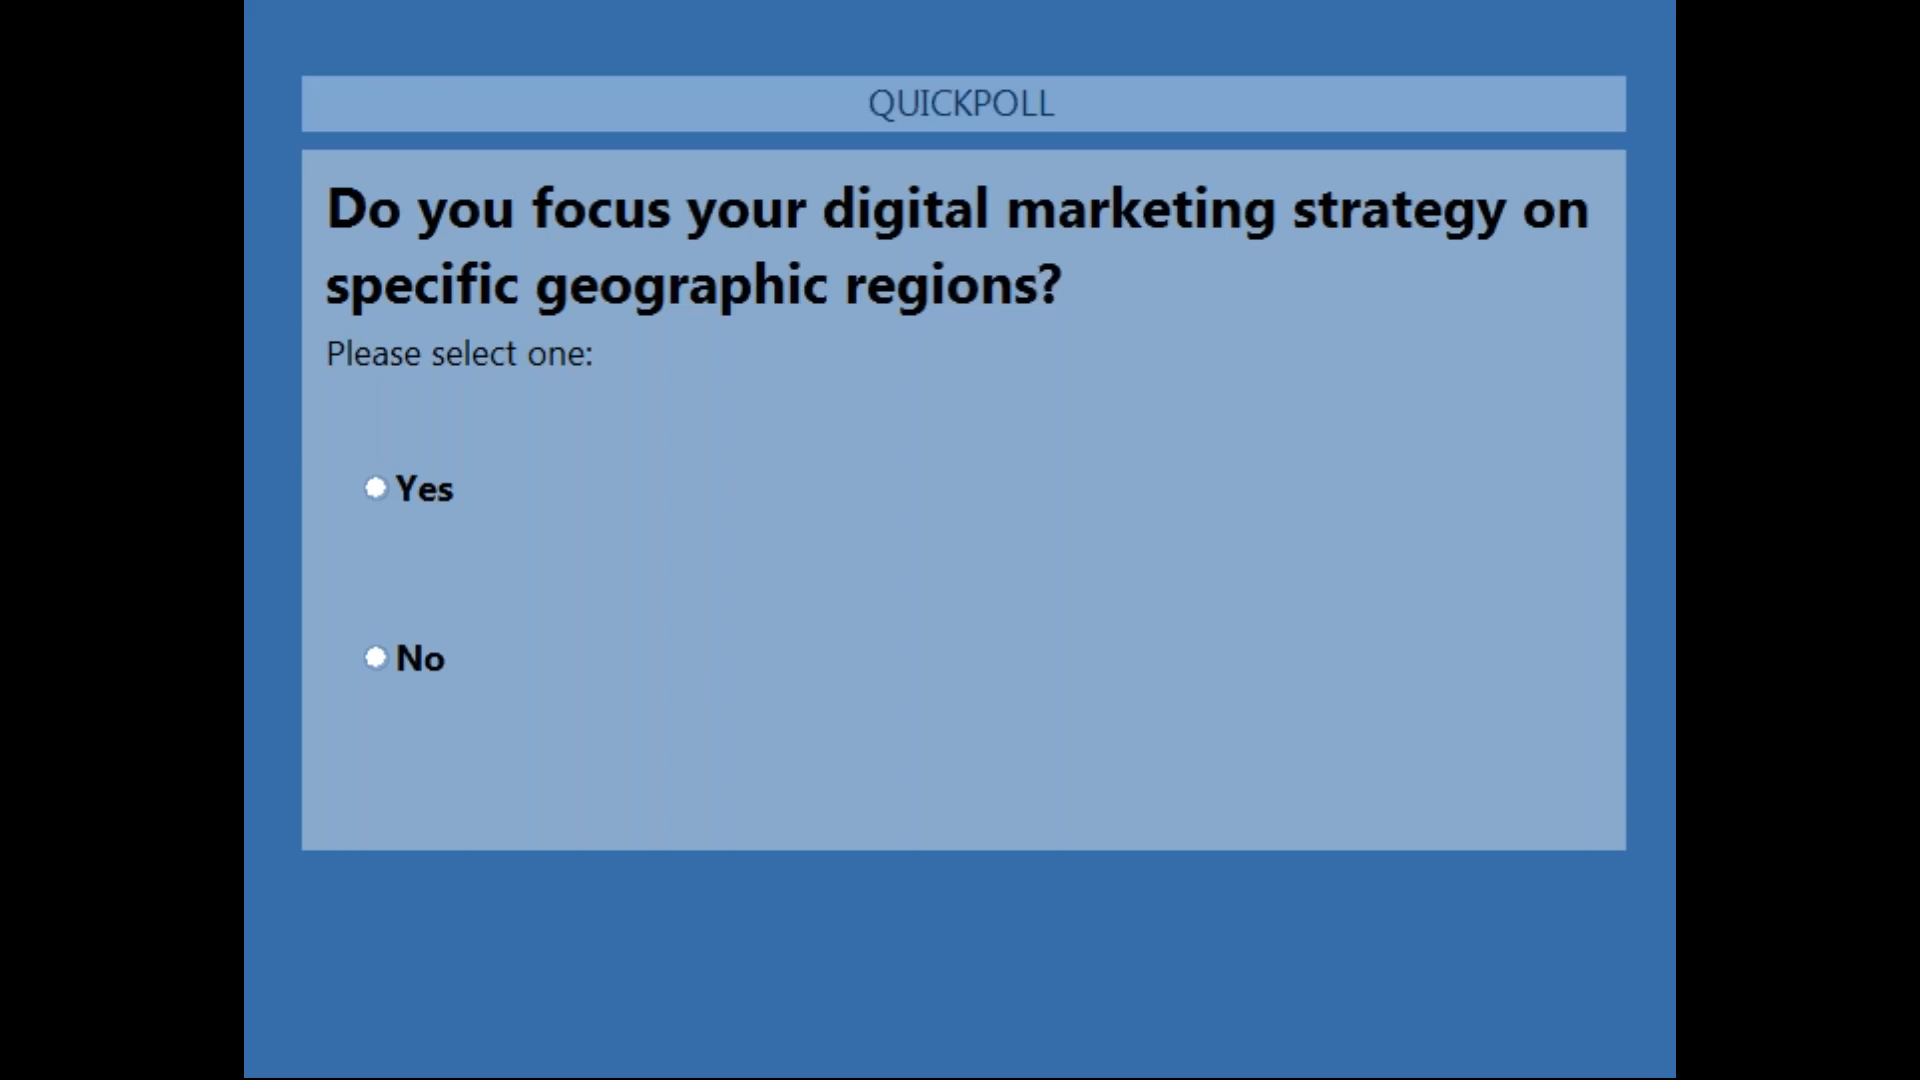 QUICKPOLL
Do you focus your digital marketing strategy on
specific geographic regions?
Please select one:
Yes
No